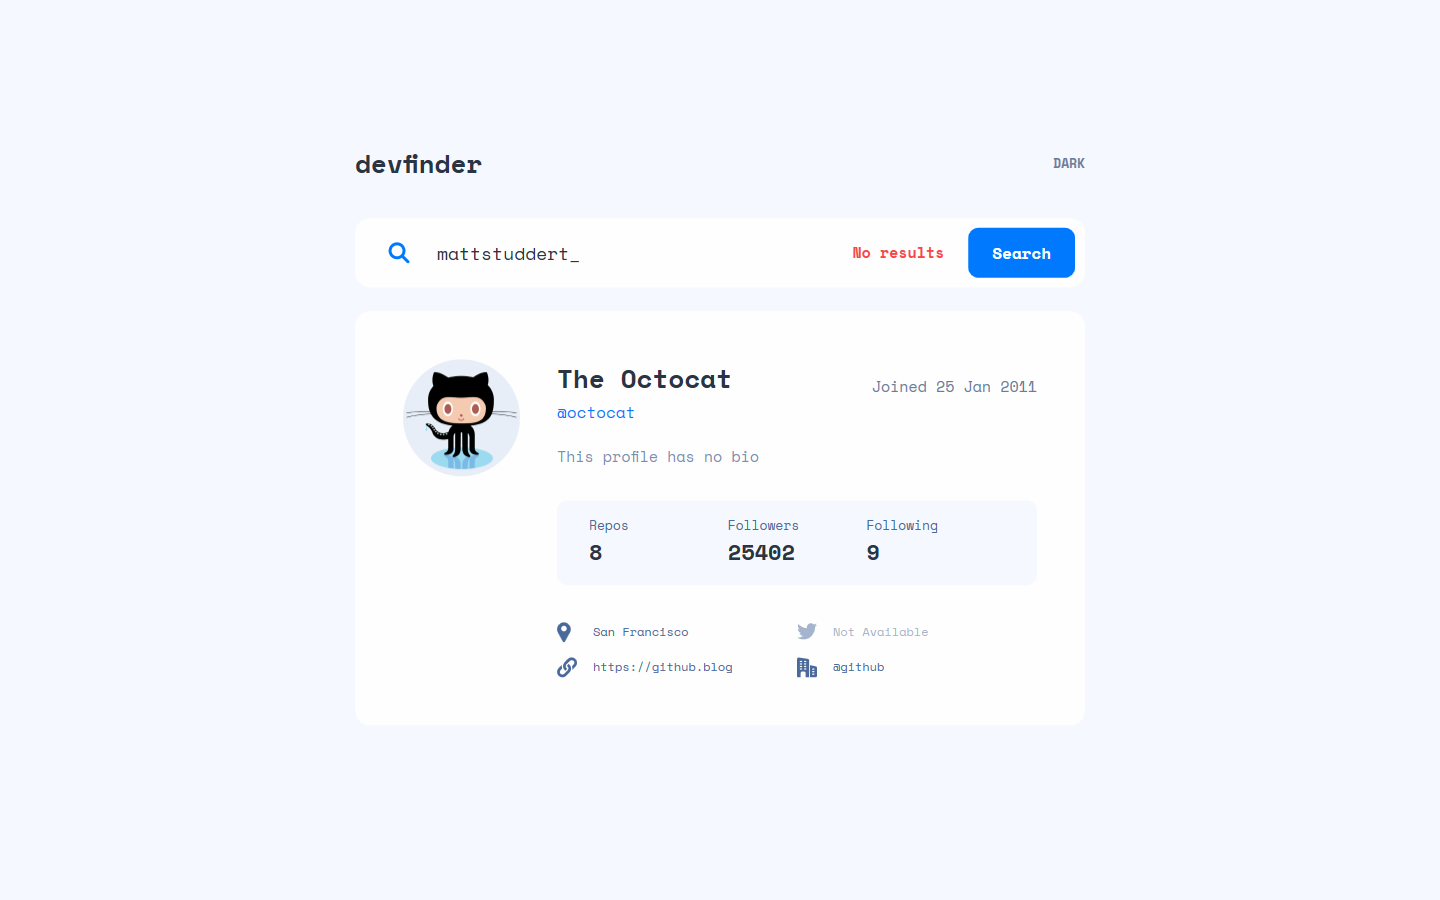 devfinder
DARK
mattstuddert_
No results
Search
The Octocat
Joined 25 Jan 2011
@octocat
This profile has no bio
Repos
Followers
Following
8
25402
9
San Francisco
Not Available
https://github.blog
@github